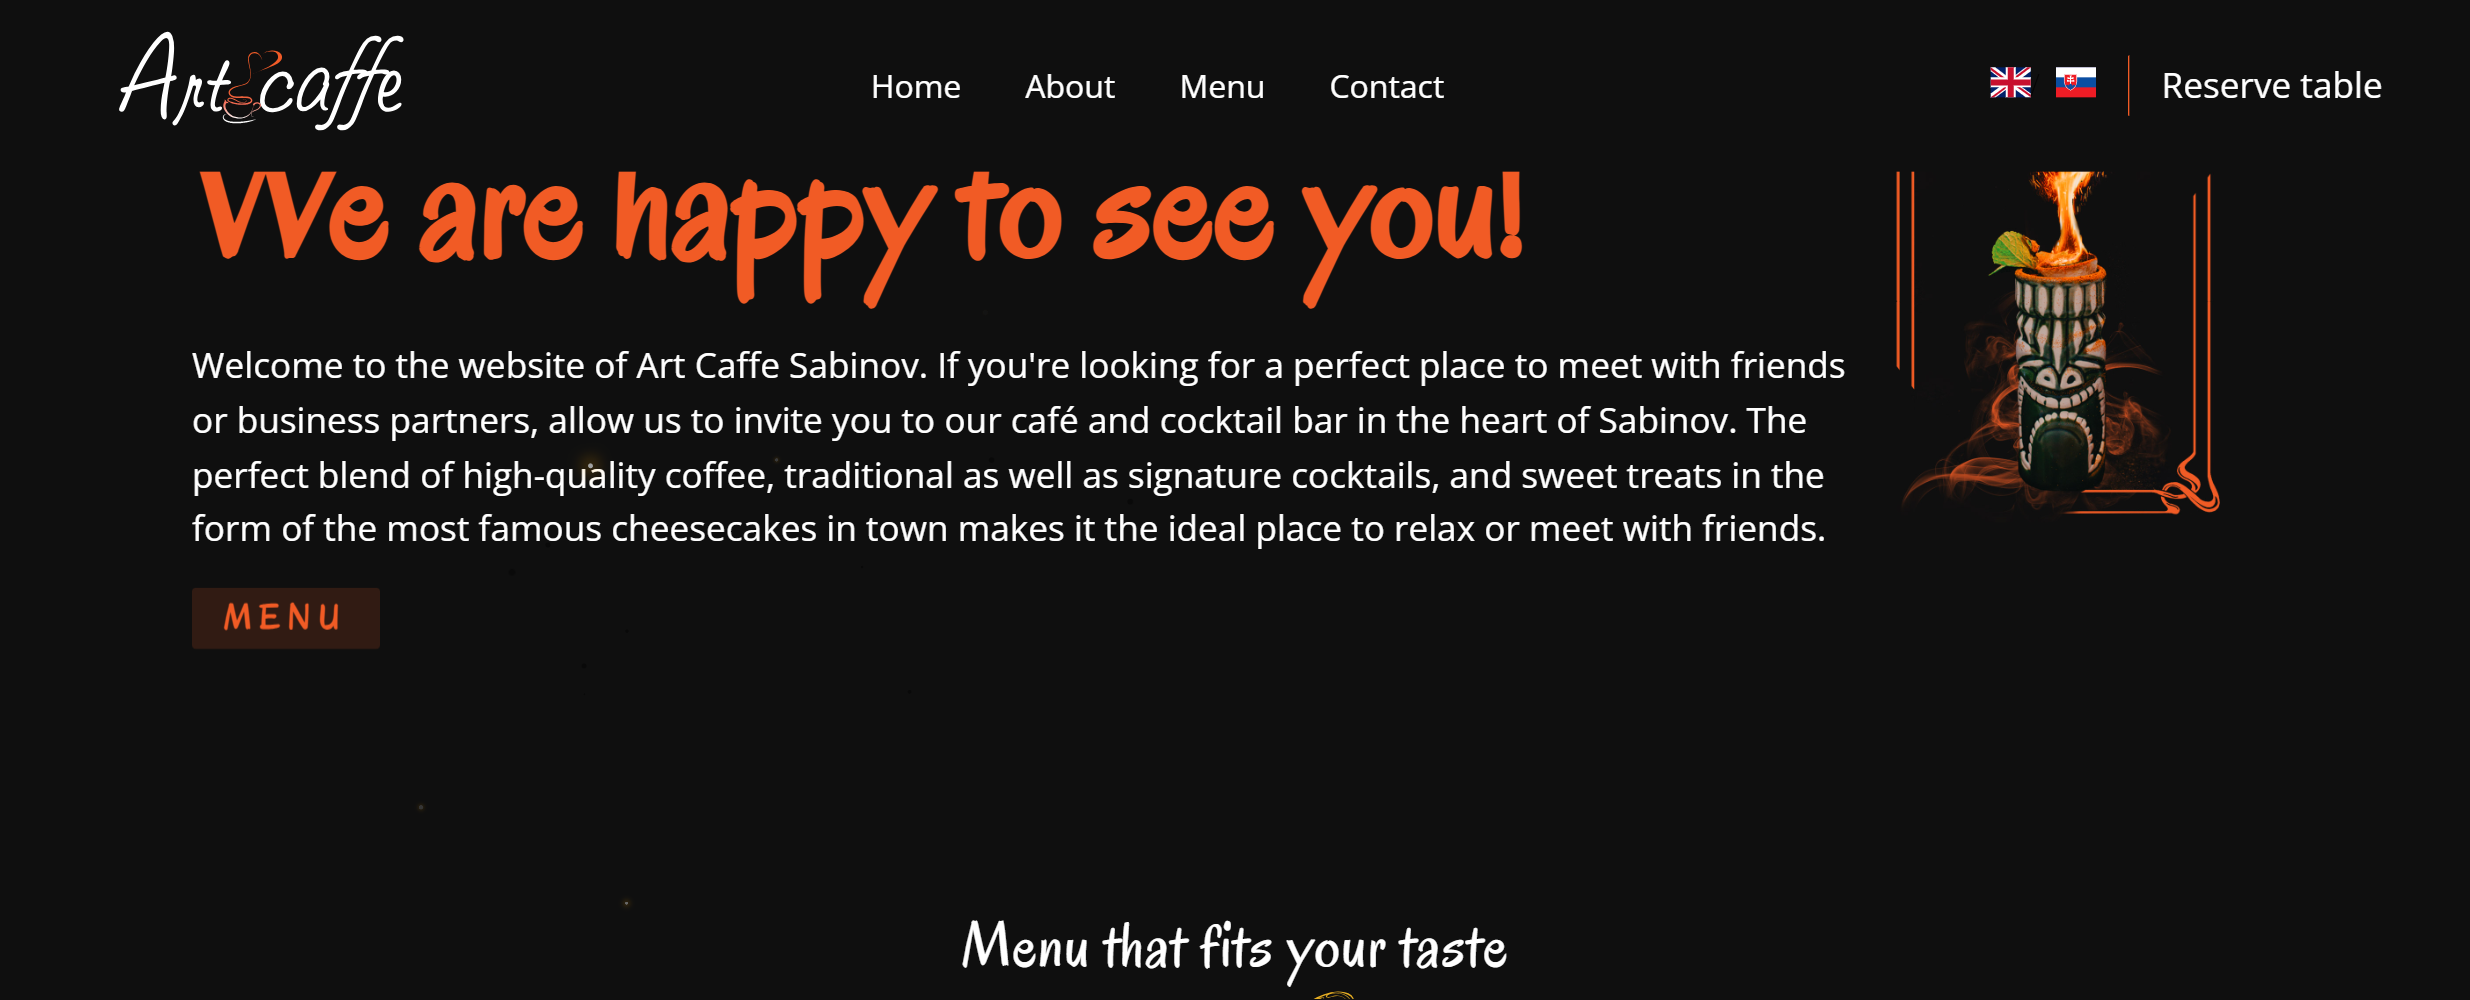 Art caffe
Home
About
Menu
Contact
Reserve table
We are happy to see you!
Welcome to the website of Art Caffe Sabinov. If you're looking for a perfect place to meet with friends
or business partners, allow us to invite you to our café and cocktail bar in the heart of Sabinov. The
perfect blend of high-quality coffee, traditional as well as signature cocktails, and sweet treats in the
form of the most famous cheesecakes in town makes it the ideal place to relax or meet with friends.
MENU
Menu that fits your taste